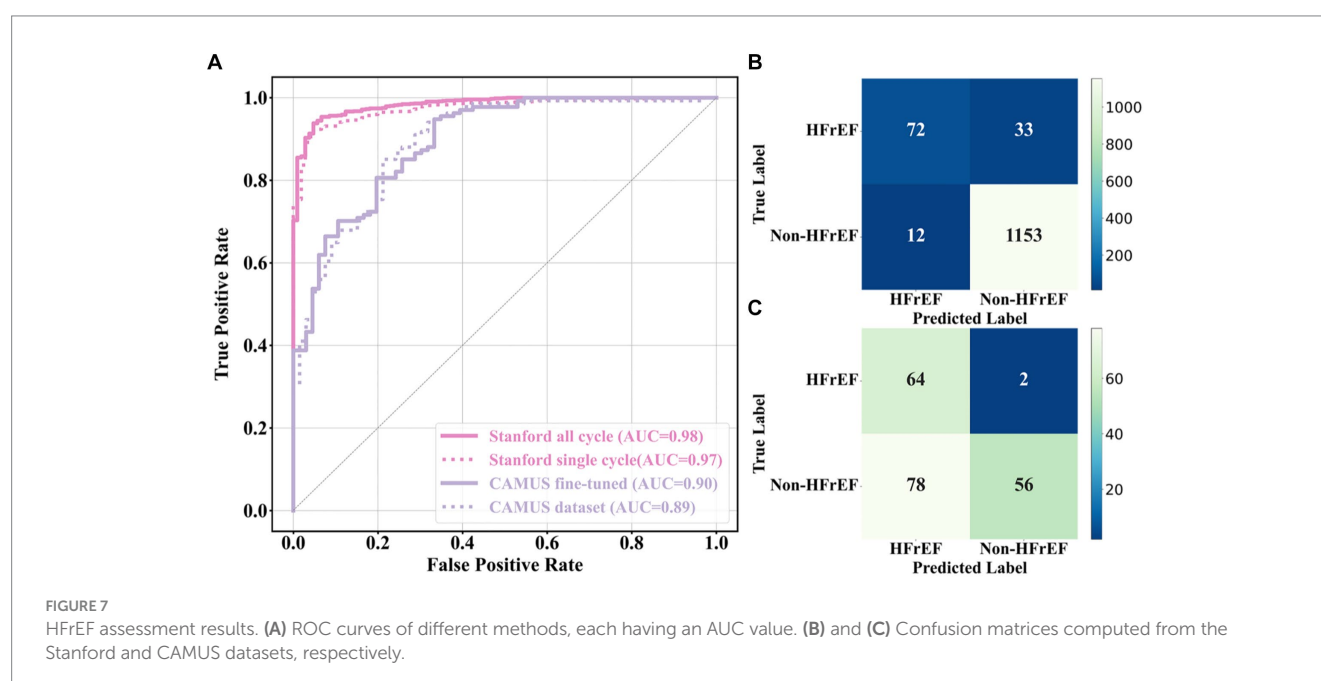 A
1.0
0.8
0.6
0.4
0.2
0.0
True Positive Rate
0.0 0.2 0.4 0.6 0.8 1.0
False Positive Rate
Stanford all cycle (AUC=0.98)
Stanford single cycle(AUC=0.97)
CAMUS fine-tuned (AUC=0.90)
CAMUS dataset (AUC=0.89)
B
True Label
HFrEF 72 33
Non-HFrEF 12 1153
HFrEF Non-HFrEF
Predicted Label
1000
800
600
400
200
C
True Label
HFrEF 64 2
Non-HFrEF 78 56
HFrEF Non-HFrEF
Predicted Label
60
40
20
FIGURE 7
HFrEF assessment results. (A) ROC curves of different methods, each having an AUC value. (B) and (C) Confusion matrices computed from the
Stanford and CAMUS datasets, respectively.